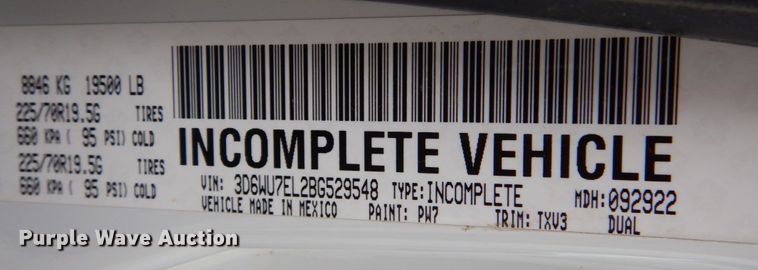 8846 KG 19500 LB
225/70R19.5G TIRES
660 KPA ( 95 PSI) COLD
225/70R19.5G TIRES
660 KPA ( 95 PSI) COLD
INCOMPLETE VEHICLE
VIN: 3D6WU7EL2BG529548 TYPE: INCOMPLETE MDH: 092922
VEHICLE MADE IN MEXICO PAINT: PW7 TRIM: TXV3 DUAL
Purple Wave Auction